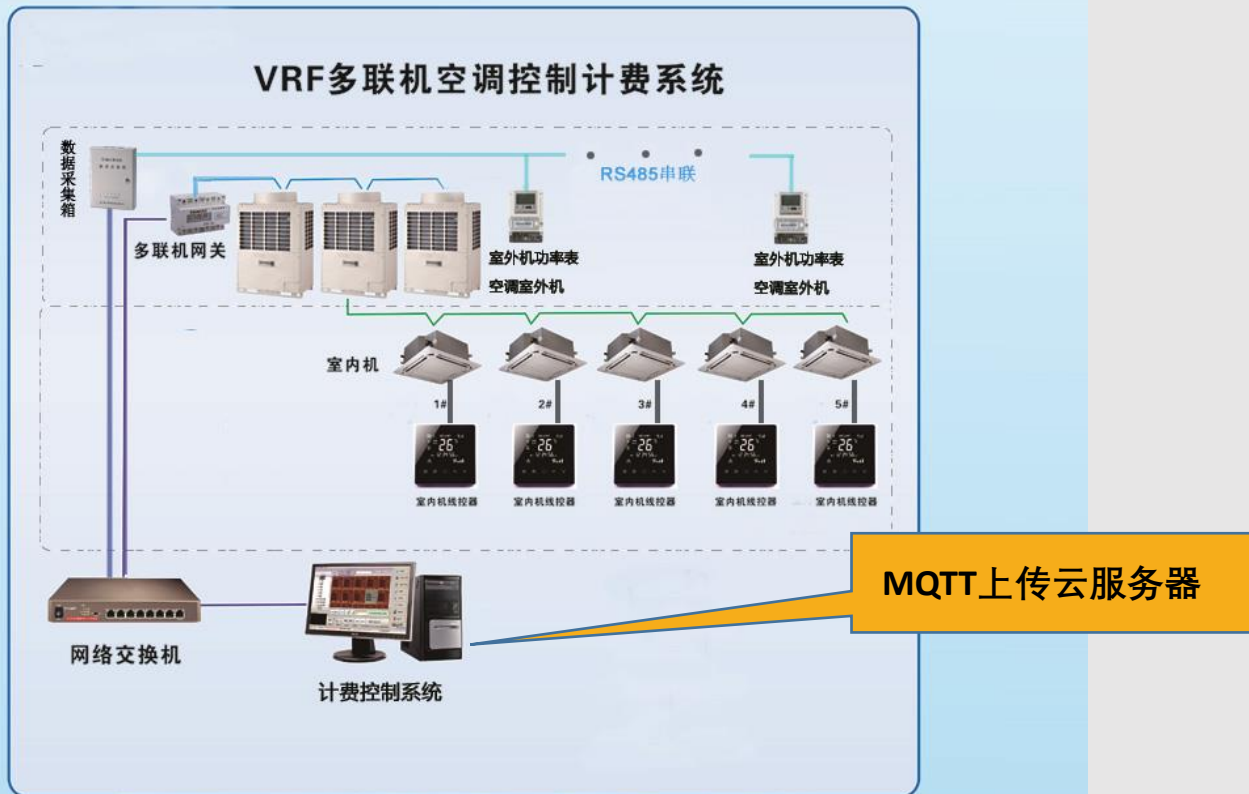 VRF多联机空调控制计费系统
数据采集箱
RS485串联
多联机网关
室外机功率表
空调室外机
室外机功率表
空调室外机
室内机
1#
2#
3#
4#
5#
26
26
26
26
26
室内机线控器
室内机线控器
室内机线控器
室内机线控器
室内机线控器
MQTT上传云服务器
网络交换机
计费控制系统